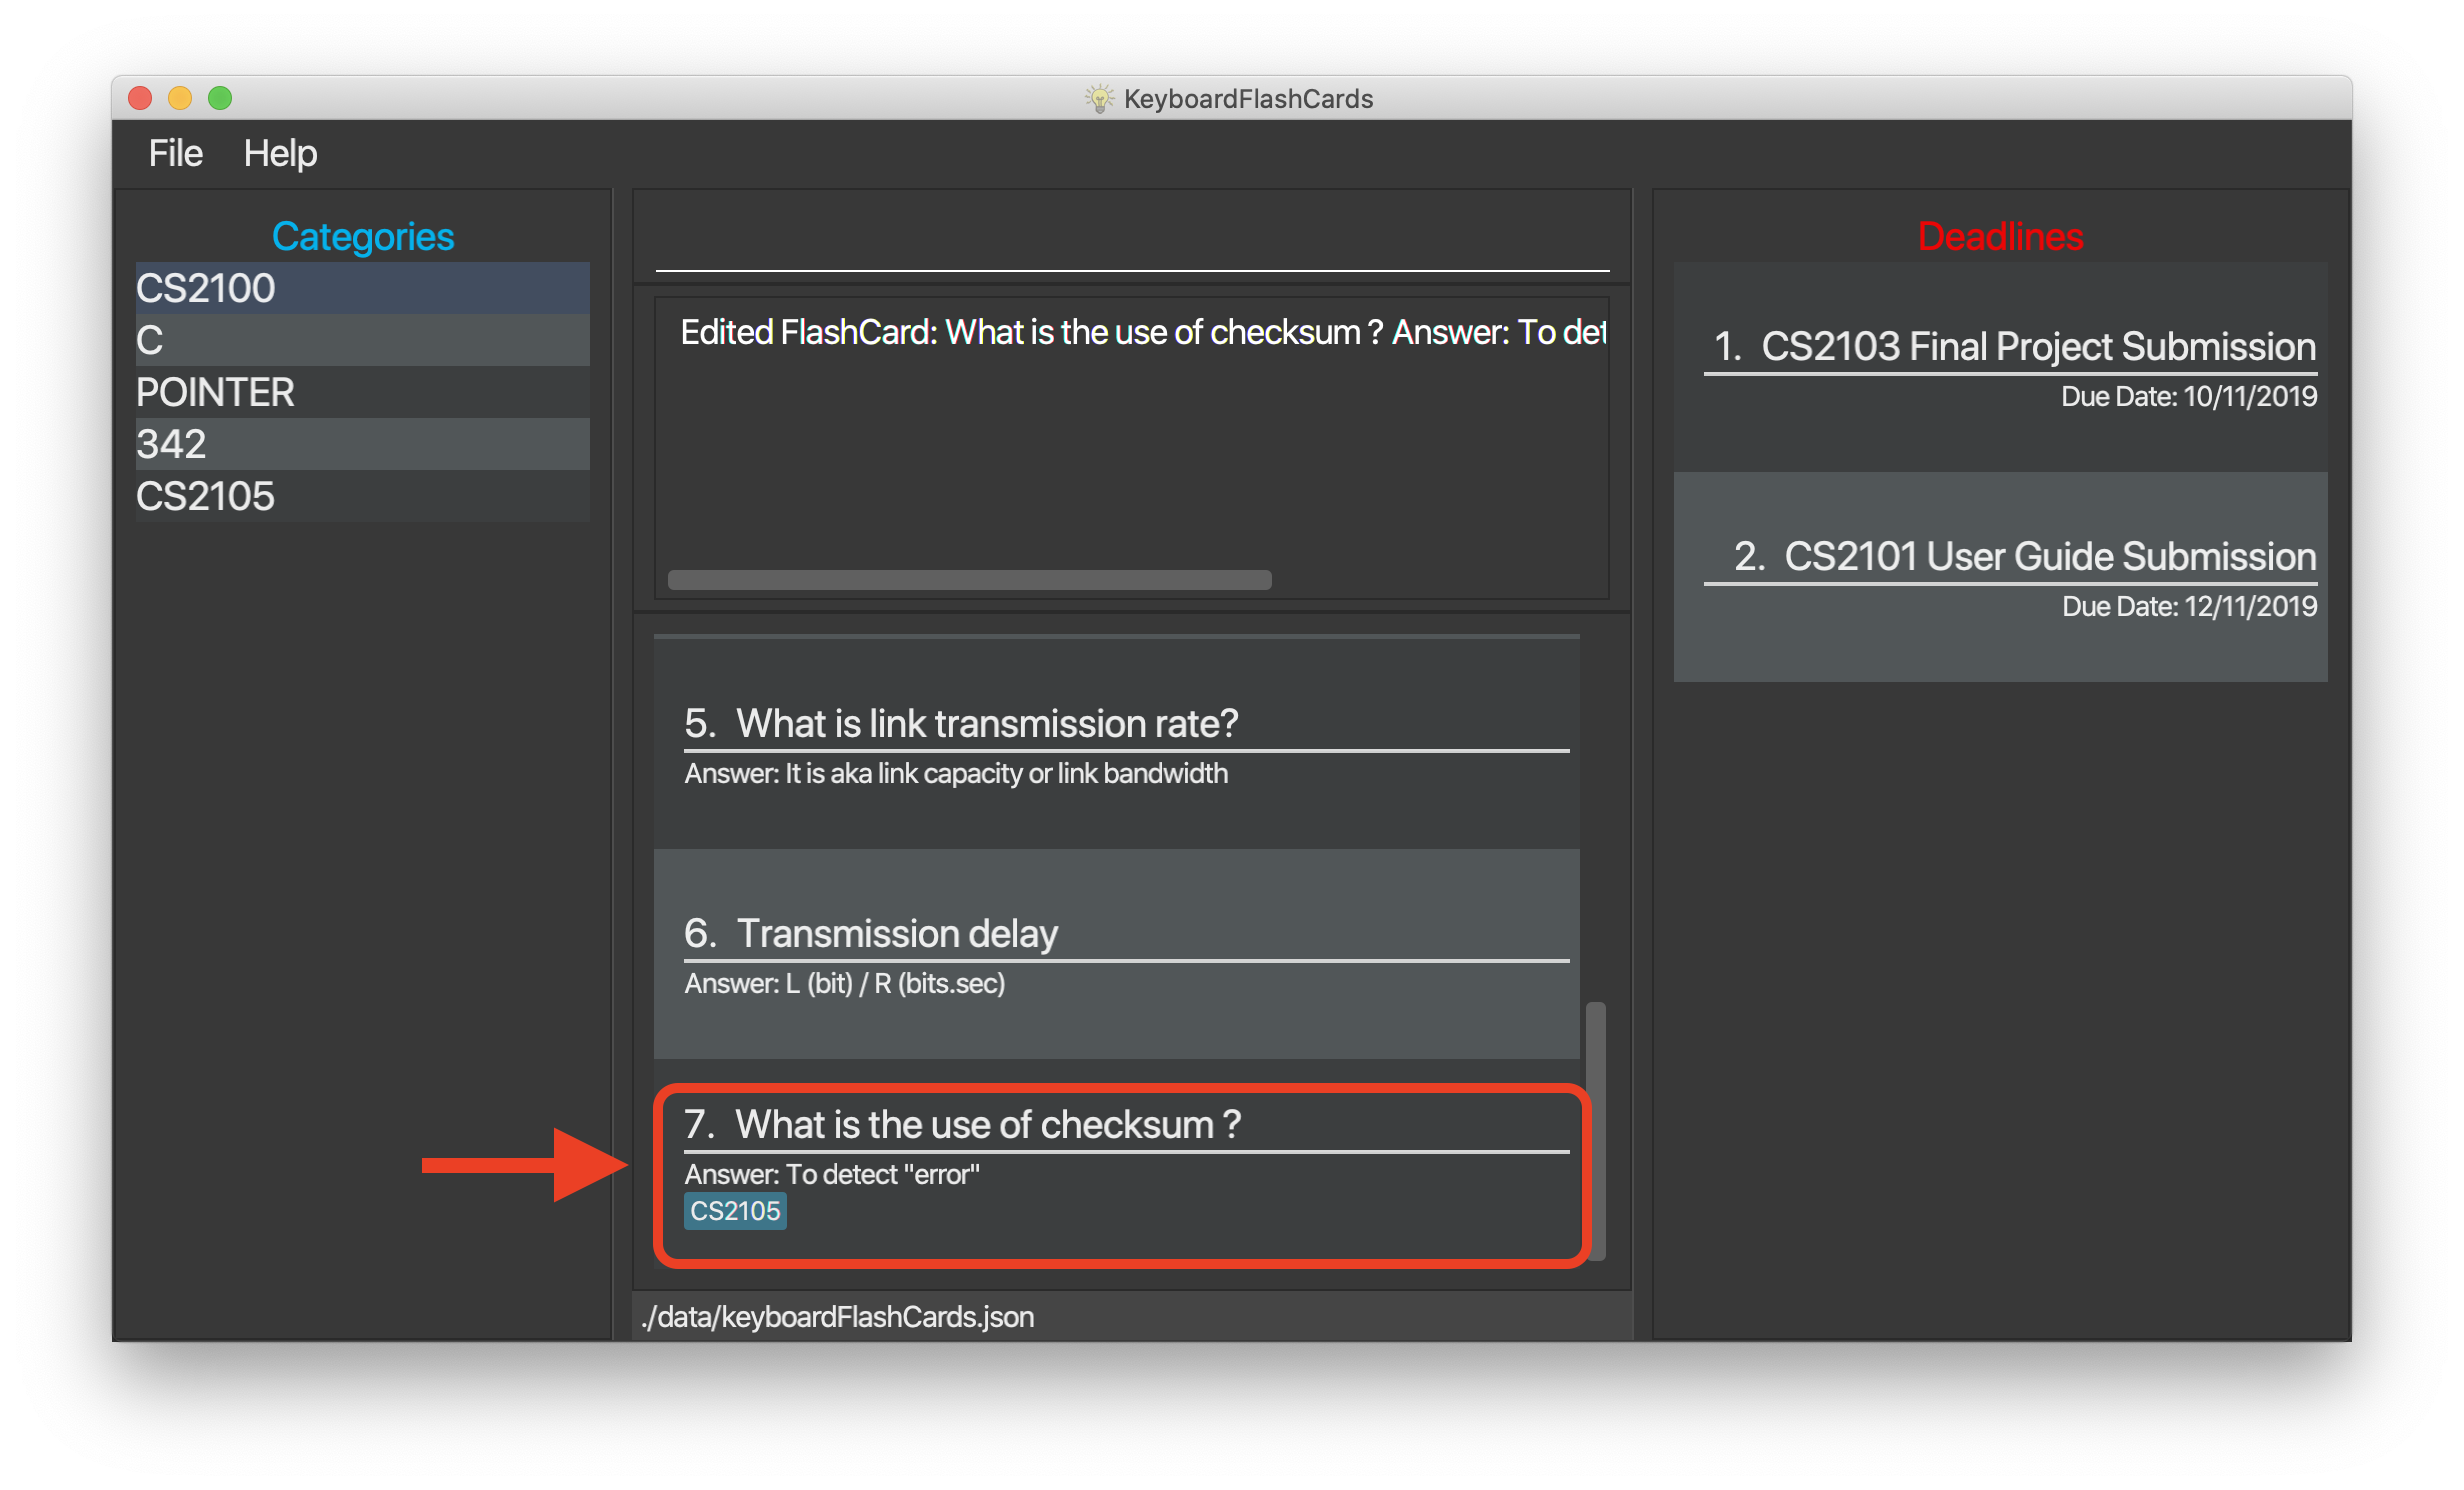 KeyboardFlashCards
File Help
Categories
CS2100
C
POINTER
342
CS2105
Edited FlashCard: What is the use of checksum ? Answer: To det
5. What is link transmission rate?
Answer: It is aka link capacity or link bandwidth
6. Transmission delay
Answer: L (bit) / R (bits.sec)
7. What is the use of checksum ?
Answer: To detect "error"
CS2105
./data/keyboardFlashCards.json
Deadlines
1. CS2103 Final Project Submission
Due Date: 10/11/2019
2. CS2101 User Guide Submission
Due Date: 12/11/2019